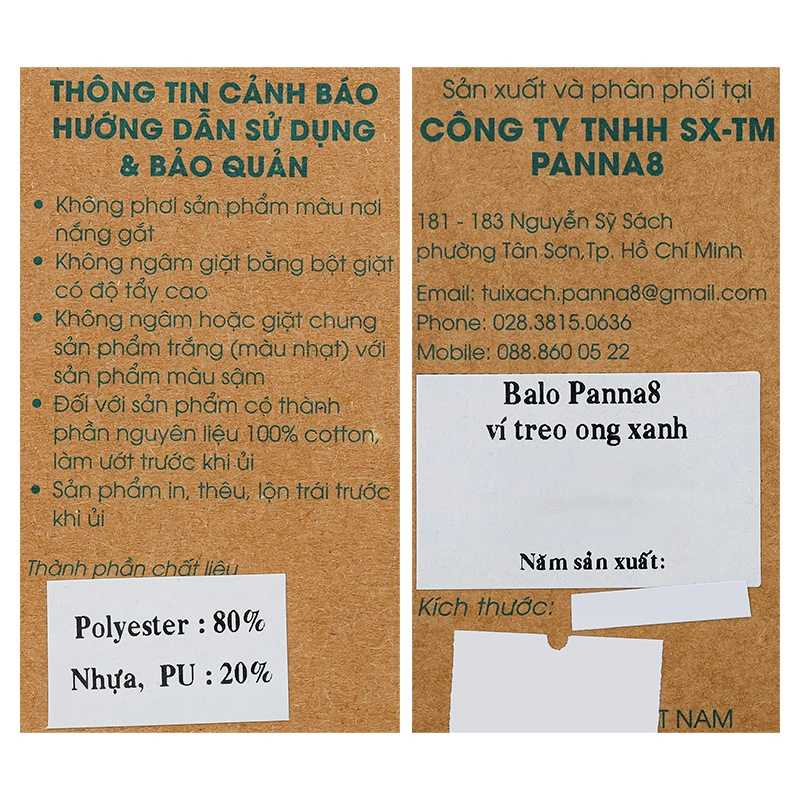 THÔNG TIN CẢNH BÁO
HƯỚNG DẪN SỬ DỤNG
& BẢO QUẢN
• Không phơi sản phẩm màu nơi
nắng gắt
• Không ngâm giặt bằng bột giặt
có độ tẩy cao
• Không ngâm hoặc giặt chung
sản phẩm trắng (màu nhạt) với
sản phẩm màu sậm
• Đối với sản phẩm có thành
phần nguyên liệu 100% cotton,
làm ướt trước khi ủi
• Sản phẩm in, thêu, lộn trái trước
khi ủi
Thành phần chất liệu
Polyester : 80%
Nhựa, PU : 20%
Sản xuất và phân phối tại
CÔNG TY TNHH SX-TM
PANNA8
181 - 183 Nguyễn Sỹ Sách
phường Tân Sơn,Tp. Hồ Chí Minh
Email: tuixach.panna8@gmail.com
Phone: 028.3815.0636
Mobile: 088.860 05 22
Balo Panna8
ví treo ong xanh
Năm sản xuất:
Kích thước:
T NAM